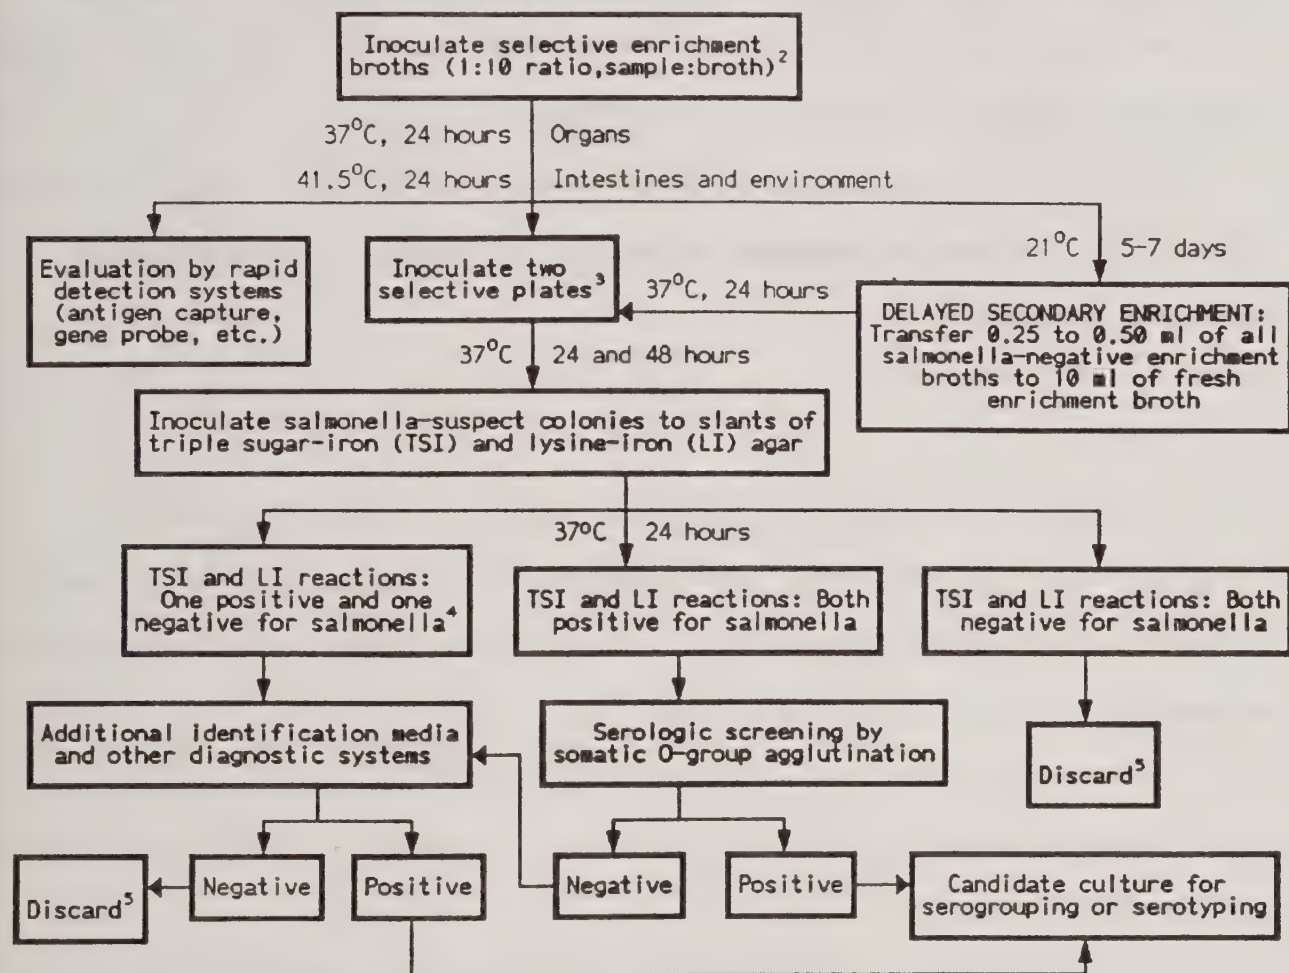 Inoculate selective enrichment
broths (1:10 ratio,sample:broth)²
37°C, 24 hours Organs
41.5°C, 24 hours Intestines and environment
Evaluation by rapid
detection systems
(antigen capture,
gene probe, etc.)
Inoculate two
selective plates³
37°C, 24 hours
21°C 5-7 days
DELAYED SECONDARY ENRICHMENT:
Transfer 0.25 to 0.50 ml of all
salmonella-negative enrichment
broths to 10 ml of fresh
enrichment broth
37°C 24 and 48 hours
Inoculate salmonella-suspect colonies to slants of
triple sugar-iron (TSI) and lysine-iron (LI) agar
37°C 24 hours
TSI and LI reactions:
One positive and one
negative for salmonella⁴
TSI and LI reactions: Both
positive for salmonella
TSI and LI reactions: Both
negative for salmonella
Additional identification media
and other diagnostic systems
Serologic screening by
somatic O-group agglutination
Discard⁵
Discard⁵
Negative
Positive
Negative
Positive
Candidate culture for
serogrouping or serotyping